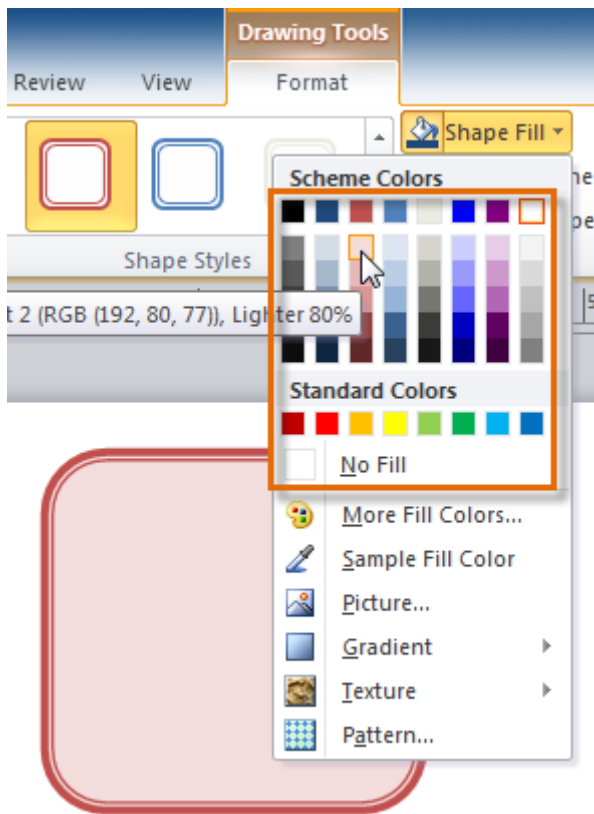 Drawing Tools
Review View Format
Shape Fill
Scheme Colors
Shape Styles
t 2 (RGB (192, 80, 77)), Lighter 80%
Standard Colors
No Fill
More Fill Colors...
Sample Fill Color
Picture...
Gradient
Texture
Pattern...